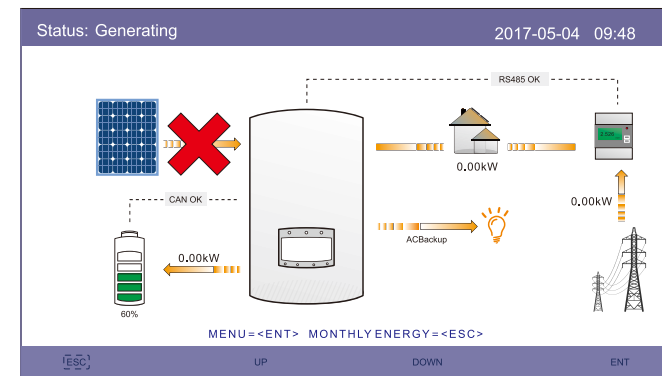 Status: Generating
2017-05-04 09:48
RS485 OK
0.00kW
CAN OK
0.00kW
0.00kW
ACBackup
60%
MENU=<ENT> MONTHLY ENERGY=<ESC>
ESC UP DOWN ENT